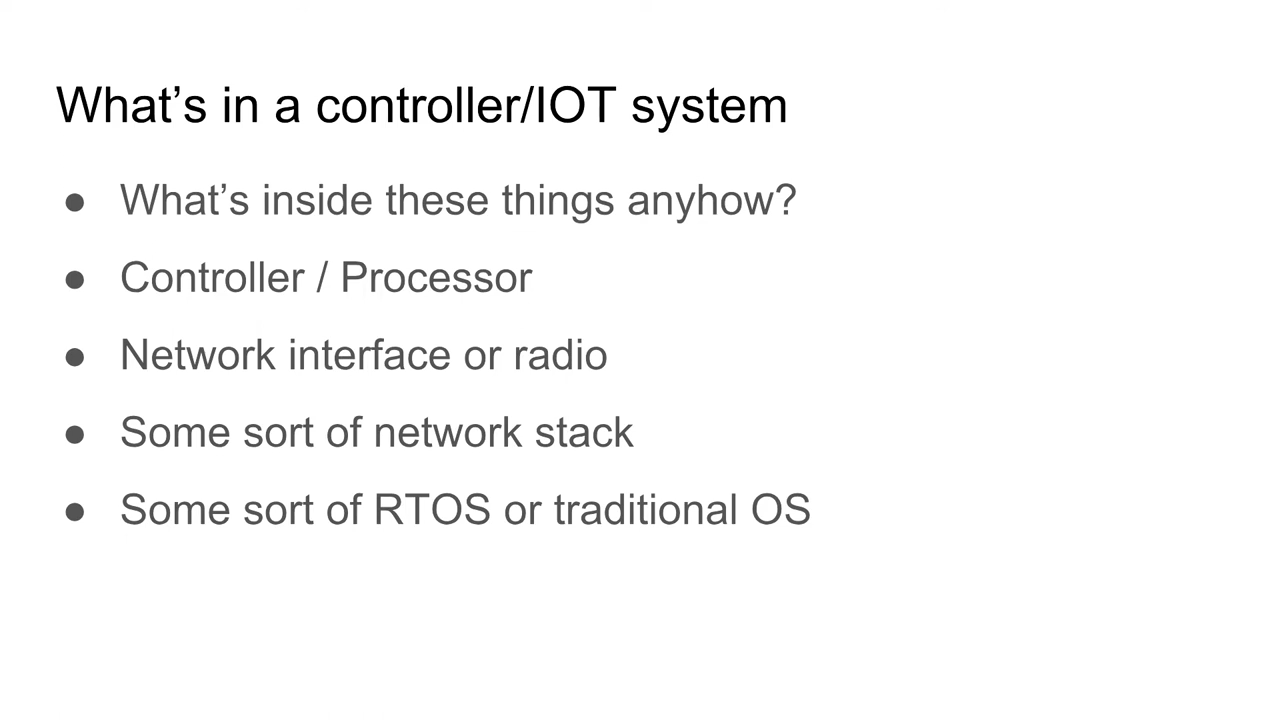 What’s in a controller/IOT system
● What’s inside these things anyhow?
● Controller / Processor
● Network interface or radio
● Some sort of network stack
● Some sort of RTOS or traditional OS